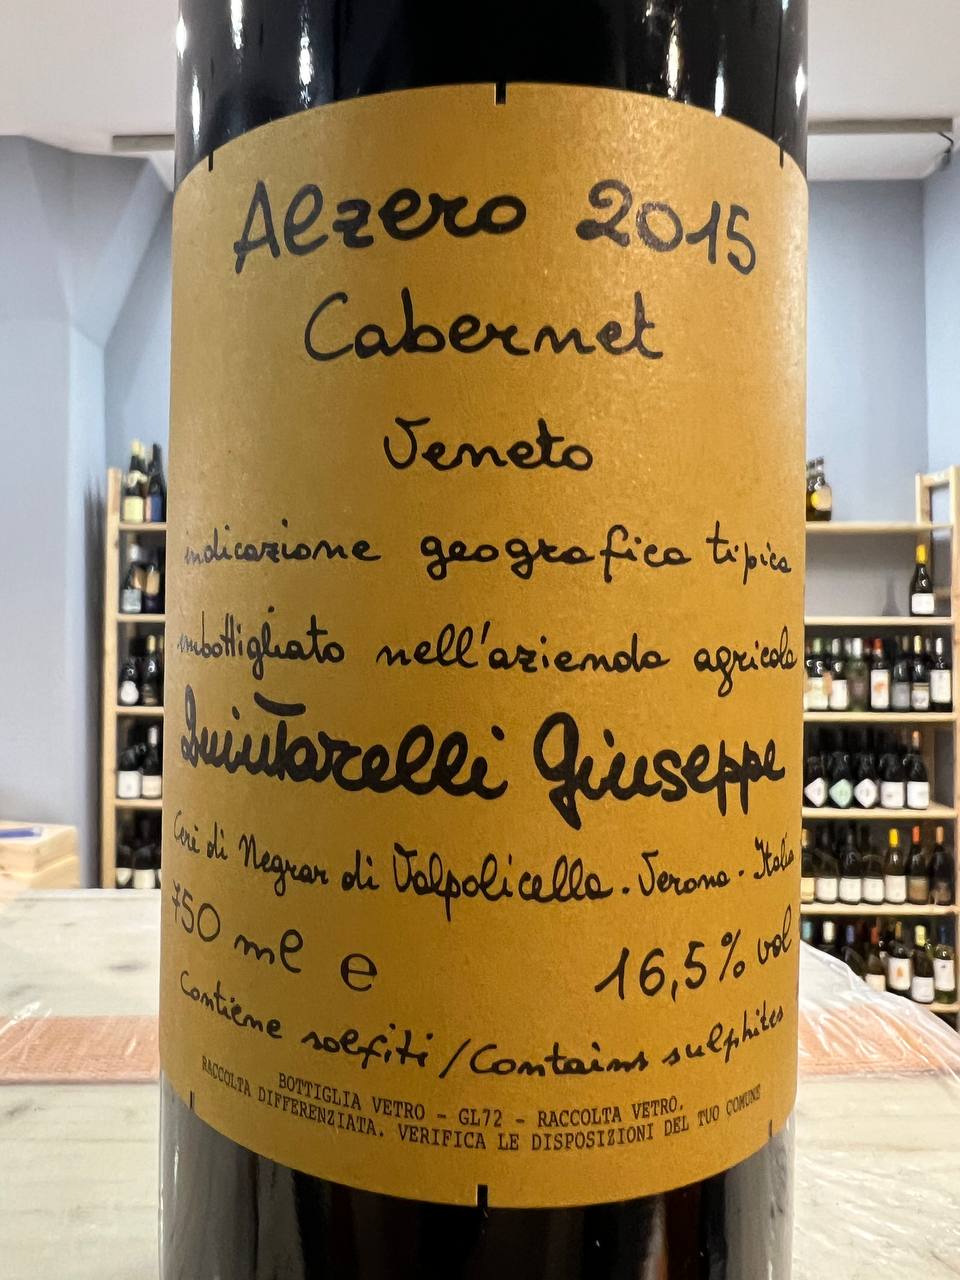 Alzero 2015
Cabernet
Veneto
indicazione geografica tipica
imbottigliato nell'azienda agricola
Quintarelli Giuseppe
Cerè di Negrar di Valpolicella. Verona. Italia
750 ml e 16,5% vol
Contiene solfiti / Contains sulphites
BOTTIGLIA VETRO - GL72 - RACCOLTA VETRO.
RACCOLTA DIFFERENZIATA. VERIFICA LE DISPOSIZIONI DEL TUO COMUNE